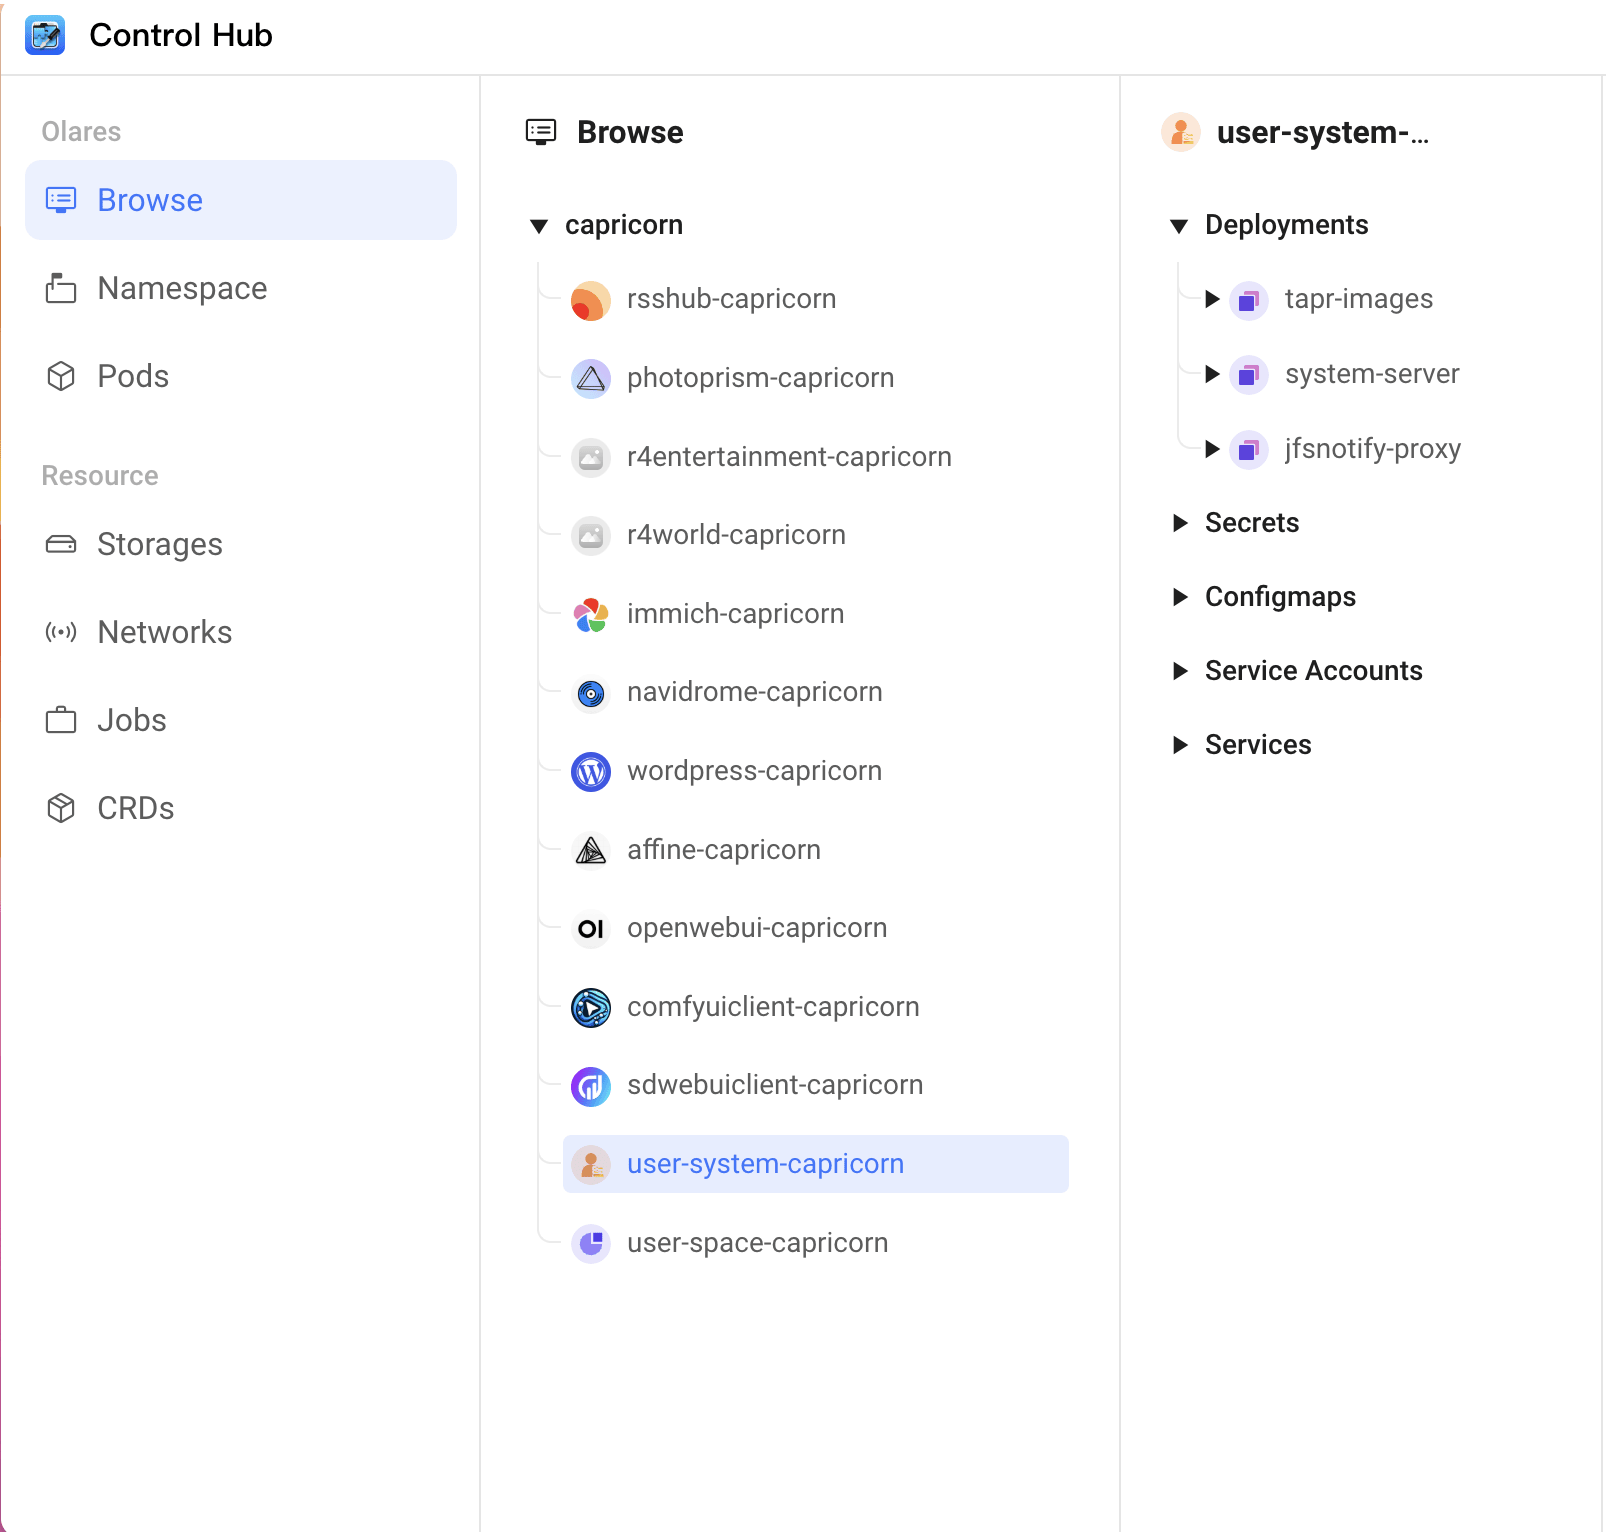 Control Hub
Olares
Browse
Namespace
Pods
Resource
Storages
Networks
Jobs
CRDs
Browse
capricorn
rsshub-capricorn
photoprism-capricorn
r4entertainment-capricorn
r4world-capricorn
immich-capricorn
navidrome-capricorn
wordpress-capricorn
affine-capricorn
OI openwebui-capricorn
comfyuiclient-capricorn
sdwebuiclient-capricorn
user-system-capricorn
user-space-capricorn
user-system-...
Deployments
tapr-images
system-server
jfsnotify-proxy
Secrets
Configmaps
Service Accounts
Services